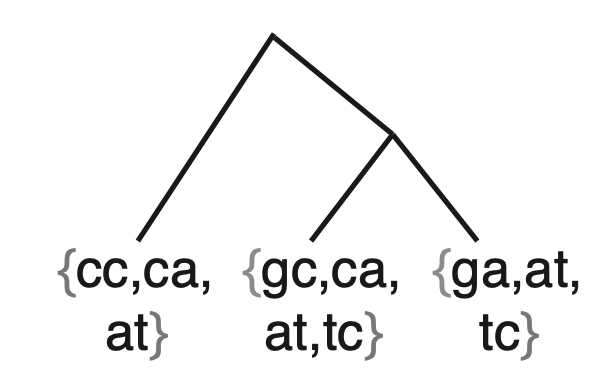 {cc,ca, {gc,ca, {ga,at,
at} at,tc} tc}